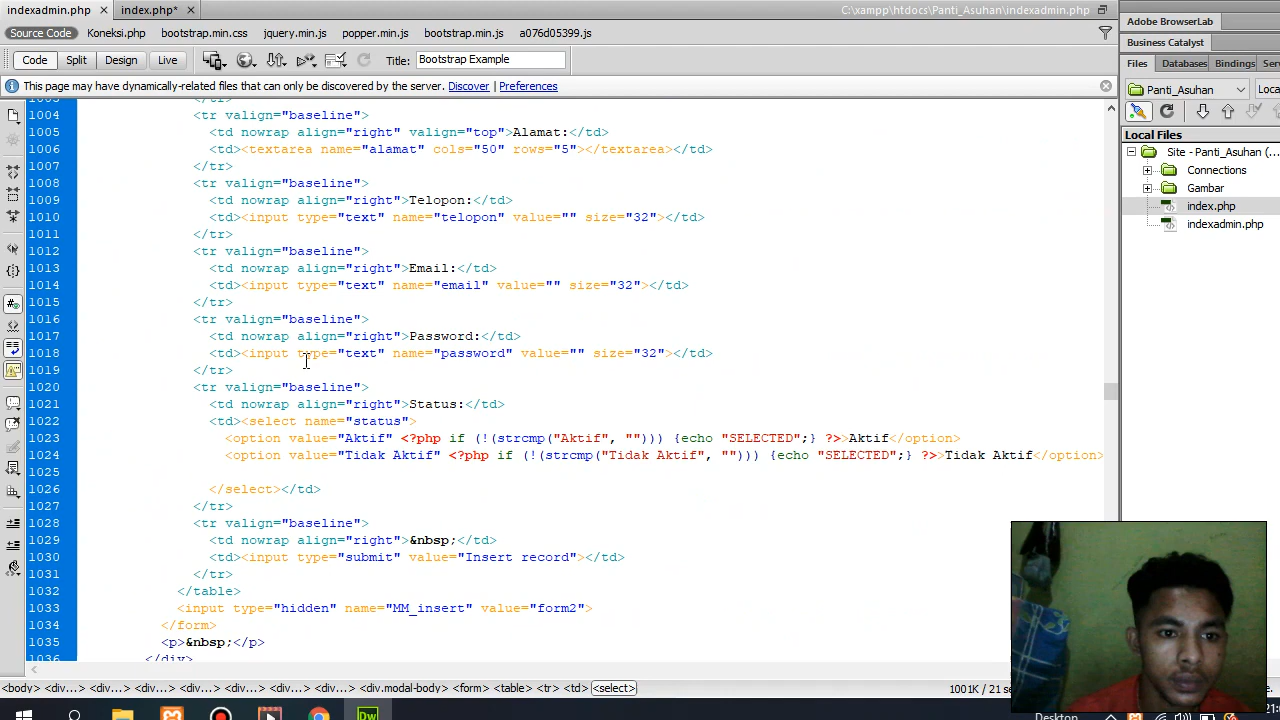 indexadmin.php × index.php* × C:\xampp\htdocs\Panti_Asuhan\indexadmin.php
Source Code Koneksi.php bootstrap.min.css jquery.min.js popper.min.js bootstrap.min.js a076d05399.js
Code Split Design Live Title: Bootstrap Example
This page may have dynamically-related files that can only be discovered by the server. Discover Preferences
Adobe BrowserLab
Business Catalyst
Files Databases Bindings
Panti_Asuhan
Local Files
Site - Panti_Asuhan (...
Connections
Gambar
index.php
indexadmin.php
1003 </tr>
1004 <tr valign="baseline">
1005 <td nowrap align="right" valign="top">Alamat:</td>
1006 <td><textarea name="alamat" cols="50" rows="5"></textarea></td>
1007 </tr>
1008 <tr valign="baseline">
1009 <td nowrap align="right">Telopon:</td>
1010 <td><input type="text" name="telopon" value="" size="32"></td>
1011 </tr>
1012 <tr valign="baseline">
1013 <td nowrap align="right">Email:</td>
1014 <td><input type="text" name="email" value="" size="32"></td>
1015 </tr>
1016 <tr valign="baseline">
1017 <td nowrap align="right">Password:</td>
1018 <td><input type="text" name="password" value="" size="32"></td>
1019 </tr>
1020 <tr valign="baseline">
1021 <td nowrap align="right">Status:</td>
1022 <td><select name="status">
1023 <option value="Aktif" <?php if (!(strcmp("Aktif", ""))) {echo "SELECTED";} ?>>Aktif</option>
1024 <option value="Tidak Aktif" <?php if (!(strcmp("Tidak Aktif", ""))) {echo "SELECTED";} ?>>Tidak Aktif</option>
1025
1026 </select></td>
1027 </tr>
1028 <tr valign="baseline">
1029 <td nowrap align="right">&nbsp;</td>
1030 <td><input type="submit" value="Insert record"></td>
1031 </tr>
1032 </table>
1033 <input type="hidden" name="MM_insert" value="form2">
1034 </form>
1035 <p>&nbsp;</p>
1036 </div>
<body> <div...> <div...> <div...> <div...> <div...> <div...> <div.modal-body> <form> <table> <tr> <td> <select> 1001K / 21 s
Dw Desktop